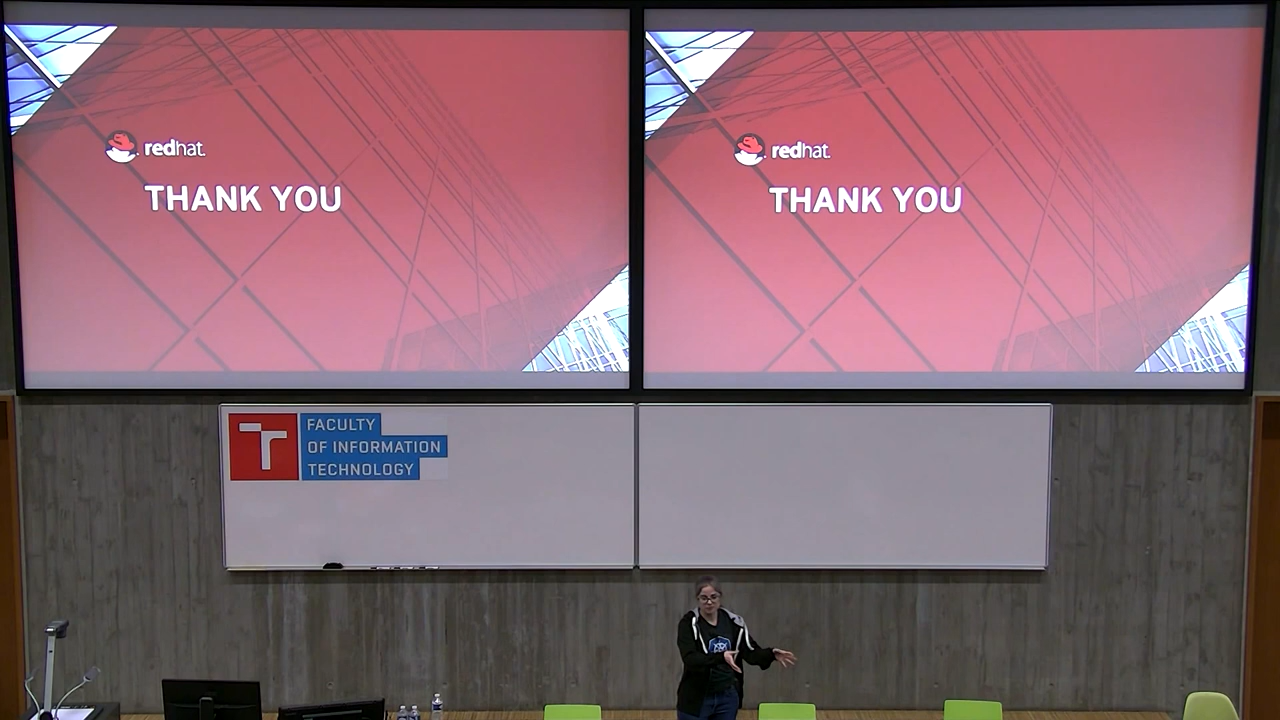 redhat.
THANK YOU
redhat.
THANK YOU
FACULTY
OF INFORMATION
TECHNOLOGY